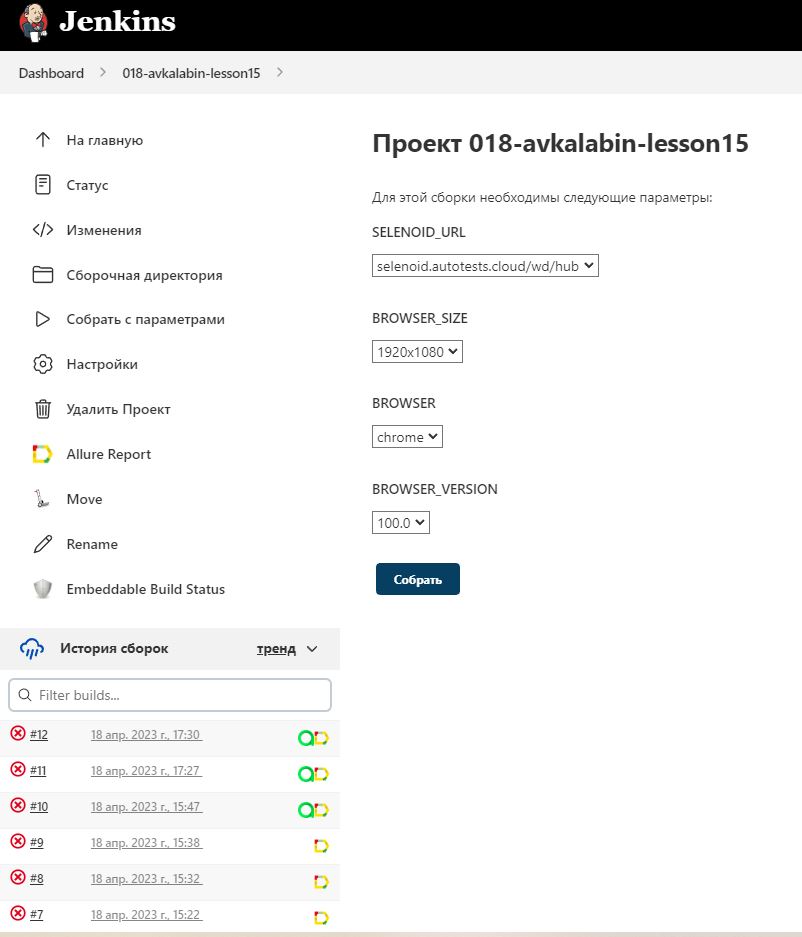 Jenkins
Dashboard
018-avkalabin-lesson15
На главную
Статус
Изменения
Сборочная директория
Собрать с параметрами
Настройки
Удалить Проект
Allure Report
Move
Rename
Embeddable Build Status
История сборок
тренд
Filter builds...
#12 18 апр. 2023 г., 17:30
#11 18 апр. 2023 г., 17:27
#10 18 апр. 2023 г., 15:47
#9 18 апр. 2023 г., 15:38
#8 18 апр. 2023 г., 15:32
#7 18 апр. 2023 г., 15:22
Проект 018-avkalabin-lesson15
Для этой сборки необходимы следующие параметры:
SELENOID_URL
selenoid.autotests.cloud/wd/hub
BROWSER_SIZE
1920x1080
BROWSER
chrome
BROWSER_VERSION
100.0
Собрать